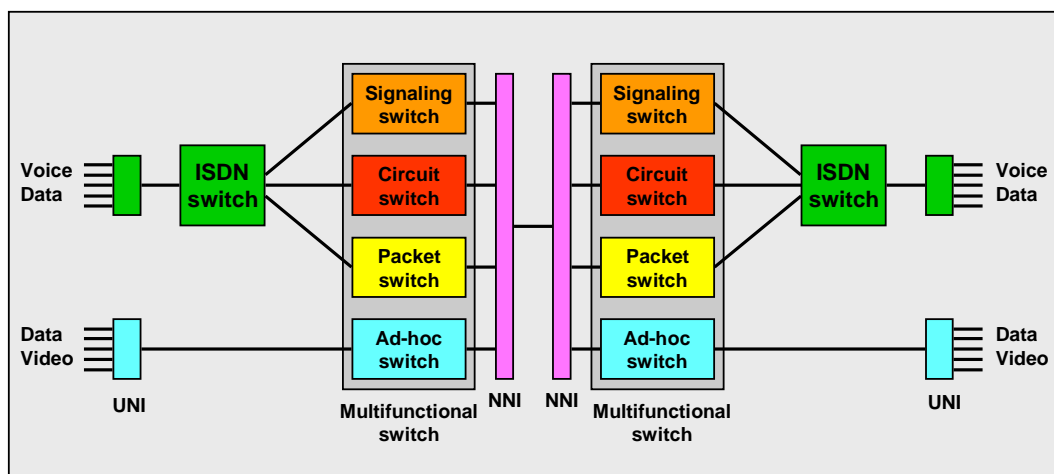 Signaling
switch
Signaling
switch
Voice
Data
ISDN
switch
Circuit
switch
Circuit
switch
ISDN
switch
Voice
Data
Packet
switch
Packet
switch
Data
Video
Ad-hoc
switch
Ad-hoc
switch
Data
Video
UNI
Multifunctional
switch
NNI
NNI
Multifunctional
switch
UNI